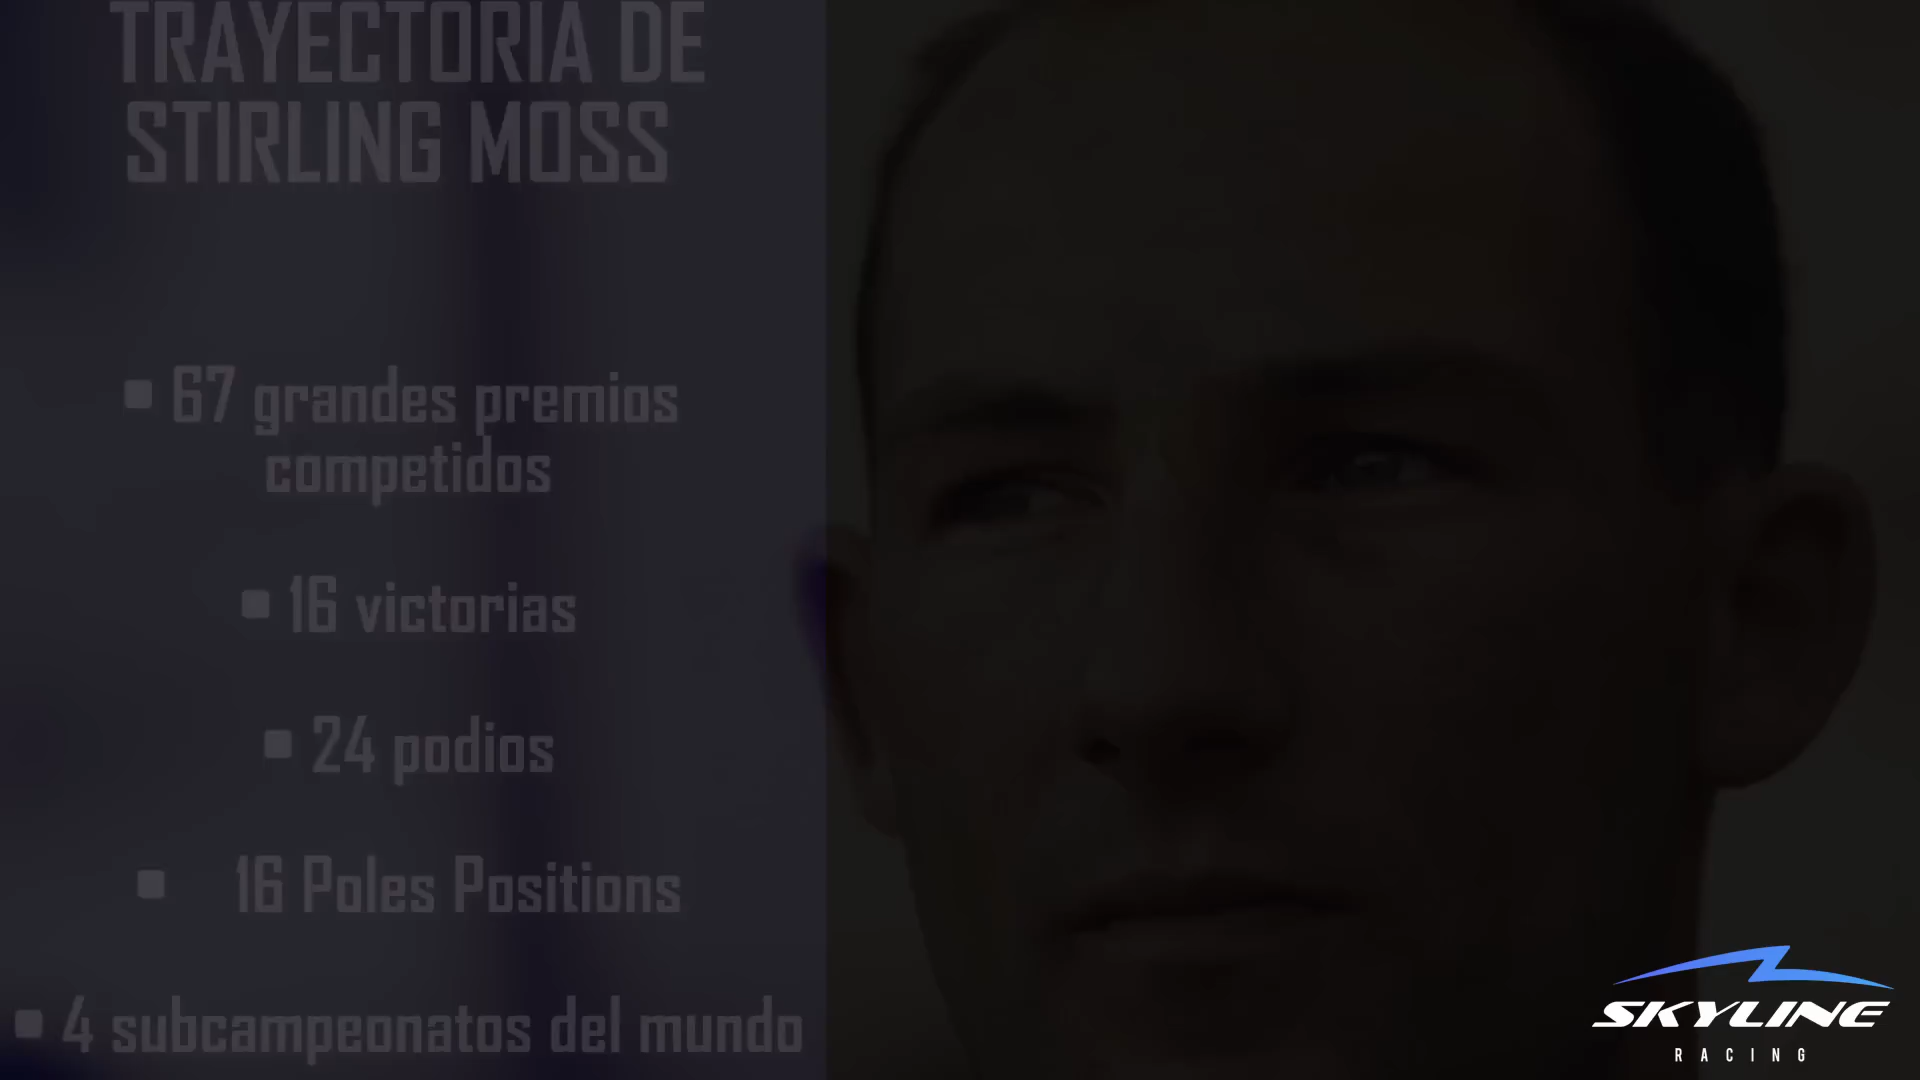 TRAYECTORIA DE
STIRLING MOSS
▪ 67 grandes premios
competidos
▪ 16 victorias
▪ 24 podios
▪ 16 Poles Positions
▪ 4 subcampeonatos del mundo
SKYLINE
RACING